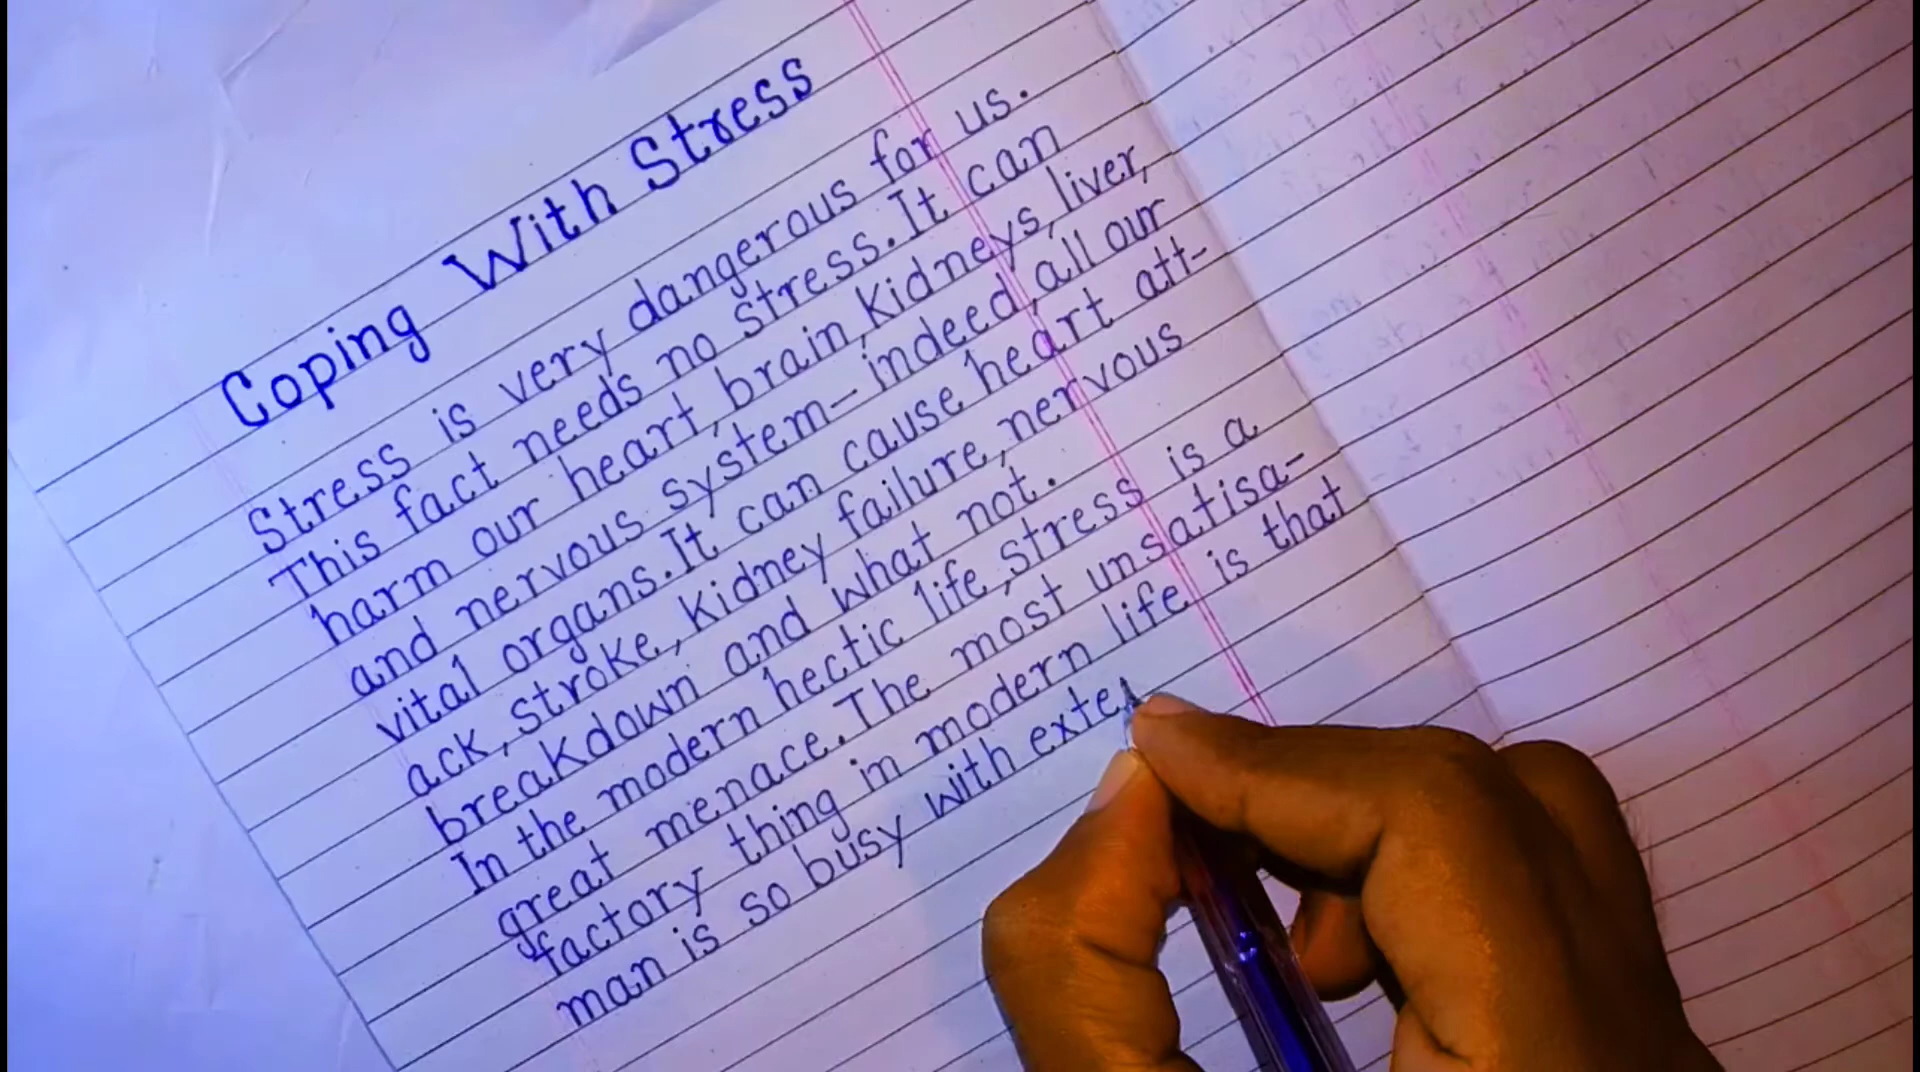 Coping With Stress
Stress is very dangerous for us.
This fact needs no stress. It can
harm our heart, brain, kidneys, liver,
and nervous system- indeed, all our
vital organs. It can cause heart att-
ack, stroke, kidney failure, nervous
breakdown and what not.
In the modern hectic life, stress is a
great menace. The most unsatisa-
factory thing in modern life is that
man is so busy with exte